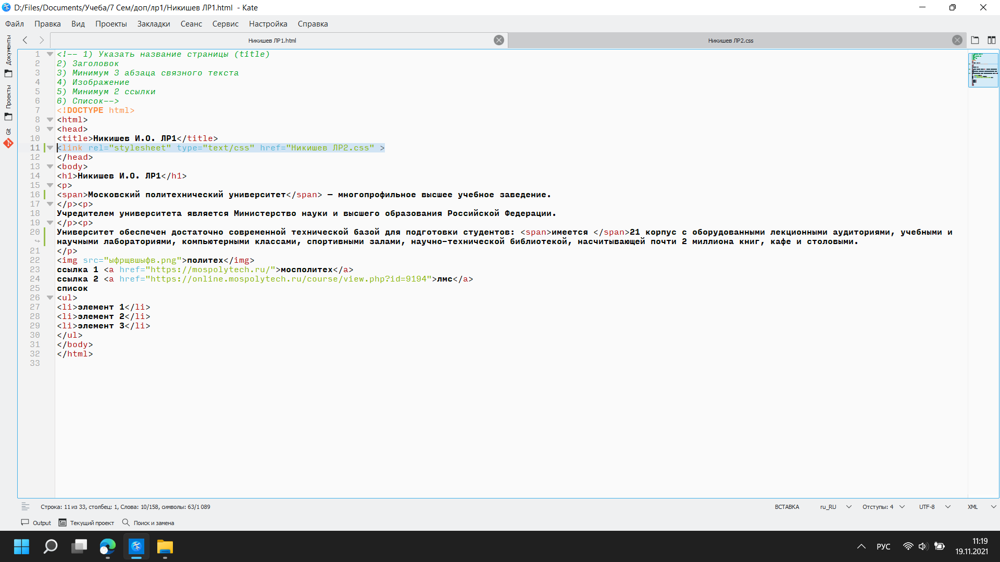 D:/Files/Documents/Учеба/7 Сем/доп/лр1/Никишев ЛР1.html - Kate
Файл Правка Вид Проекты Закладки Сеанс Сервис Настройка Справка
Документы
Проекты
Git
Никишев ЛР1.html
Никишев ЛР2.css
1 <!-- 1) Указать название страницы (title)
2 2) Заголовок
3 3) Минимум 3 абзаца связного текста
4 4) Изображение
5 5) Минимум 2 ссылки
6 6) Список-->
7 <!DOCTYPE html>
8 <html>
9 <head>
10 <title>Никишев И.О. ЛР1</title>
11 <link rel="stylesheet" type="text/css" href="Никишев ЛР2.css" >
12 </head>
13 <body>
14 <h1>Никишев И.О. ЛР1</h1>
15 <p>
16 <span>Московский политехнический университет</span> — многопрофильное высшее учебное заведение.
17 </p><p>
18 Учредителем университета является Министерство науки и высшего образования Российской Федерации.
19 </p><p>
20 Университет обеспечен достаточно современной технической базой для подготовки студентов: <span>имеется </span>21 корпус с оборудованными лекционными аудиториями, учебными и
научными лабораториями, компьютерными классами, спортивными залами, научно-технической библиотекой, насчитывающей почти 2 миллиона книг, кафе и столовыми.
21 </p>
22 <img src="ыфрщвшыфв.png">политех</img>
23 ссылка 1 <a href="https://mospolytech.ru/">мосполитех</a>
24 ссылка 2 <a href="https://online.mospolytech.ru/course/view.php?id=9194">лмс</a>
25 список
26 <ul>
27 <li>элемент 1</li>
28 <li>элемент 2</li>
29 <li>элемент 3</li>
30 </ul>
31 </body>
32 </html>
33
Строка: 11 из 33, столбец: 1, Слова: 10/158, символы: 63/1 089
ВСТАВКА ru_RU Отступы: 4 UTF-8 XML
Output Текущий проект Поиск и замена
РУС
11:19
19.11.2021